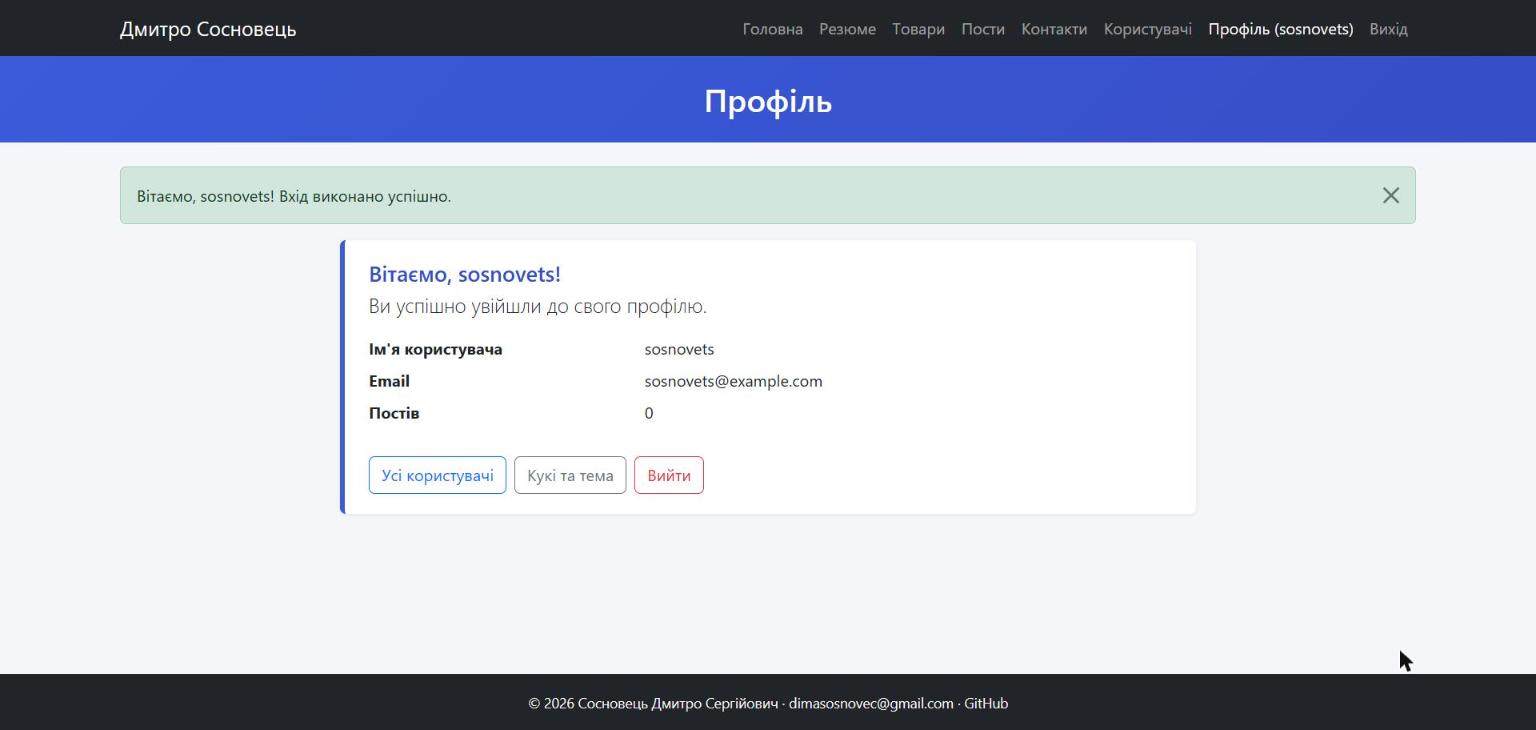 Дмитро Сосновець
Головна Резюме Товари Пости Контакти Користувачі Профіль (sosnovets) Вихід
Профіль
Вітаємо, sosnovets! Вхід виконано успішно.
Вітаємо, sosnovets!
Ви успішно увійшли до свого профілю.
Ім'я користувача sosnovets
Email sosnovets@example.com
Постів 0
Усі користувачі Кукі та тема Вийти
© 2026 Сосновець Дмитро Сергійович · dimasosnovec@gmail.com · GitHub